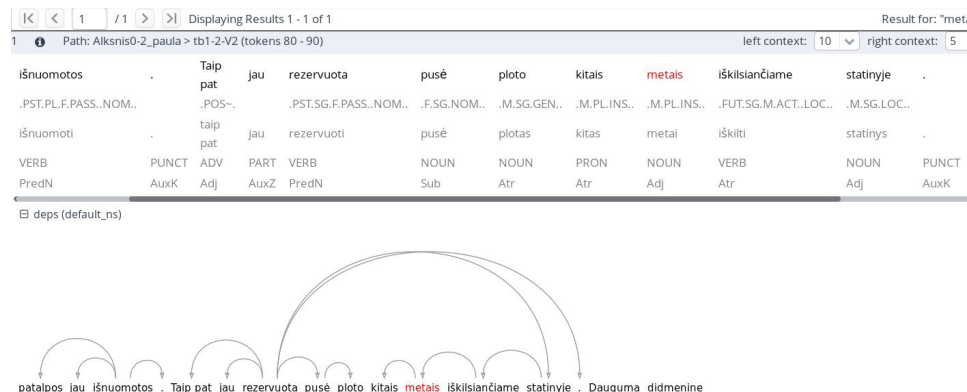 1 / 1 Displaying Results 1 - 1 of 1 Result for: "meta
1 Path: Alksnis0-2_paula > tb1-2-V2 (tokens 80 - 90) left context: 10 right context: 5
išnuomotos . Taip pat jau rezervuota pusė ploto kitais metais iškilsiančiame statinyje .
.PST.PL.F.PASS..NOM.. .POS~. .PST.SG.F.PASS..NOM.. .F.SG.NOM.. .M.SG.GEN.. .M.PL.INS.. .M.PL.INS.. .FUT.SG.M.ACT..LOC.. .M.SG.LOC..
išnuomoti . taip pat jau rezervuoti pusė plotas kitas metai iškilti statinys .
VERB PUNCT ADV PART VERB NOUN NOUN PRON NOUN VERB NOUN PUNCT
PredN AuxK Adj AuxZ PredN Sub Atr Atr Adj Atr Adj AuxK
deps (default_ns)
patalpos jau išnuomotos . Taip pat jau rezervuota pusė ploto kitais metais iškilsiančiame statinyje . Dauguma didmenine